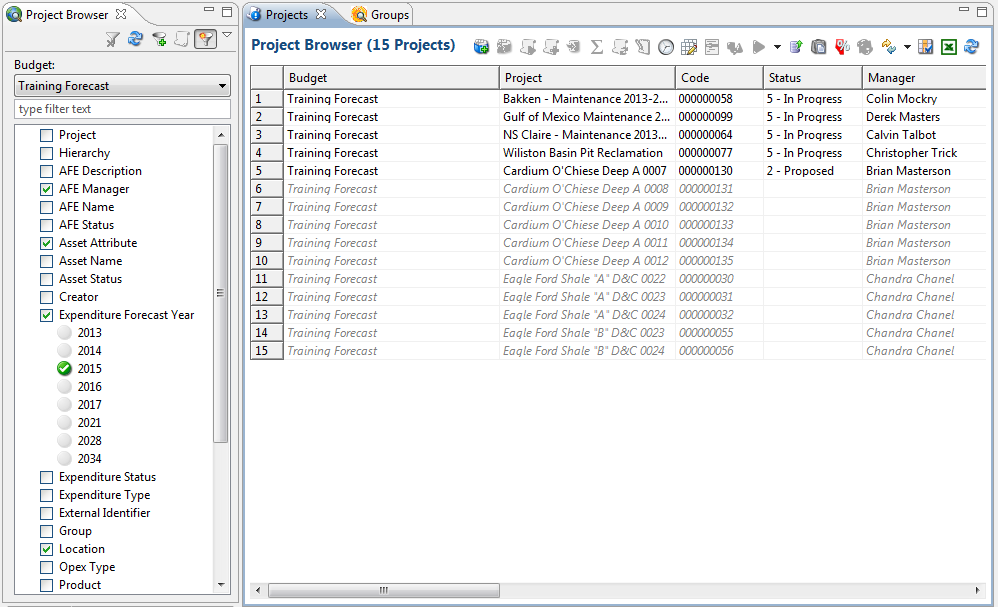 Project Browser
Budget:
Training Forecast
type filter text
Project
Hierarchy
AFE Description
AFE Manager
AFE Name
AFE Status
Asset Attribute
Asset Name
Asset Status
Creator
Expenditure Forecast Year
2013
2014
2015
2016
2017
2021
2028
2034
Expenditure Status
Expenditure Type
External Identifier
Group
Location
Opex Type
Product
Projects Groups
Project Browser (15 Projects)
Budget Project Code Status Manager
1 Training Forecast Bakken - Maintenance 2013-2... 000000058 5 - In Progress Colin Mockry
2 Training Forecast Gulf of Mexico Maintenance 2... 000000099 5 - In Progress Derek Masters
3 Training Forecast NS Claire - Maintenance 2013... 000000064 5 - In Progress Calvin Talbot
4 Training Forecast Wiliston Basin Pit Reclamation 000000077 5 - In Progress Christopher Trick
5 Training Forecast Cardium O'Chiese Deep A 0007 000000130 2 - Proposed Brian Masterson
6 Training Forecast Cardium O'Chiese Deep A 0008 000000131 Brian Masterson
7 Training Forecast Cardium O'Chiese Deep A 0009 000000132 Brian Masterson
8 Training Forecast Cardium O'Chiese Deep A 0010 000000133 Brian Masterson
9 Training Forecast Cardium O'Chiese Deep A 0011 000000134 Brian Masterson
10 Training Forecast Cardium O'Chiese Deep A 0012 000000135 Brian Masterson
11 Training Forecast Eagle Ford Shale "A" D&C 0022 000000030 Chandra Chanel
12 Training Forecast Eagle Ford Shale "A" D&C 0023 000000031 Chandra Chanel
13 Training Forecast Eagle Ford Shale "A" D&C 0024 000000032 Chandra Chanel
14 Training Forecast Eagle Ford Shale "B" D&C 0023 000000055 Chandra Chanel
15 Training Forecast Eagle Ford Shale "B" D&C 0024 000000056 Chandra Chanel